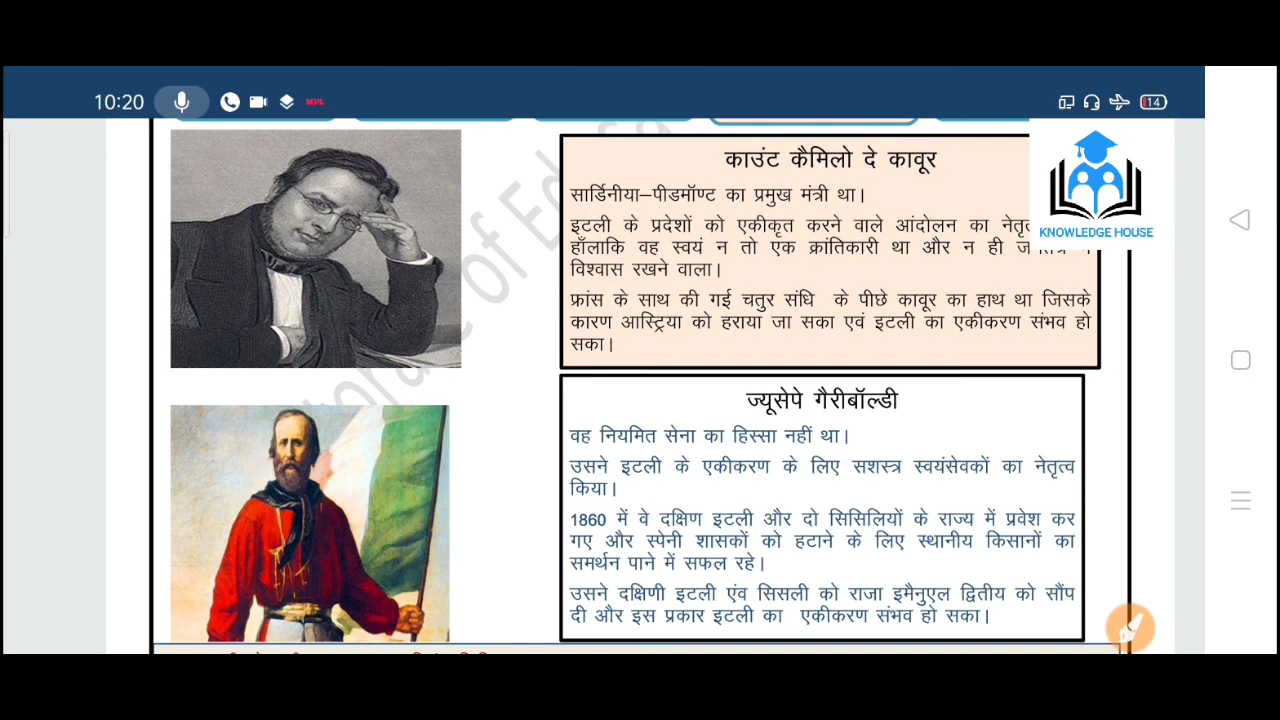 10:20
MPL
14
काउंट कैमिलो दे कावूर
सार्डिनीया–पीडमॉण्ट का प्रमुख मंत्री था।
इटली के प्रदेशों को एकीकृत करने वाले आंदोलन का
हाँलाकि वह स्वयं न तो एक क्रांतिकारी था और न ही
विश्वास रखने वाला।
फ्रांस के साथ की गई चतुर संधि के पीछे कावूर का हाथ था जिसके
कारण आस्ट्रिया को हराया जा सका एवं इटली का एकीकरण संभव हो
सका।
KNOWLEDGE HOUSE
ज्यूसेपे गैरीबॉल्डी
वह नियमित सेना का हिस्सा नहीं था।
उसने इटली के एकीकरण के लिए सशस्त्र स्वयंसेवकों का नेतृत्व
किया।
1860 में वे दक्षिण इटली और दो सिसिलियों के राज्य में प्रवेश कर
गए और स्पेनी शासकों को हटाने के लिए स्थानीय किसानों का
समर्थन पाने में सफल रहे।
उसने दक्षिणी इटली एंव सिसली को राजा इमैनुएल द्वितीय को सौंप
दी और इस प्रकार इटली का एकीकरण संभव हो सका।